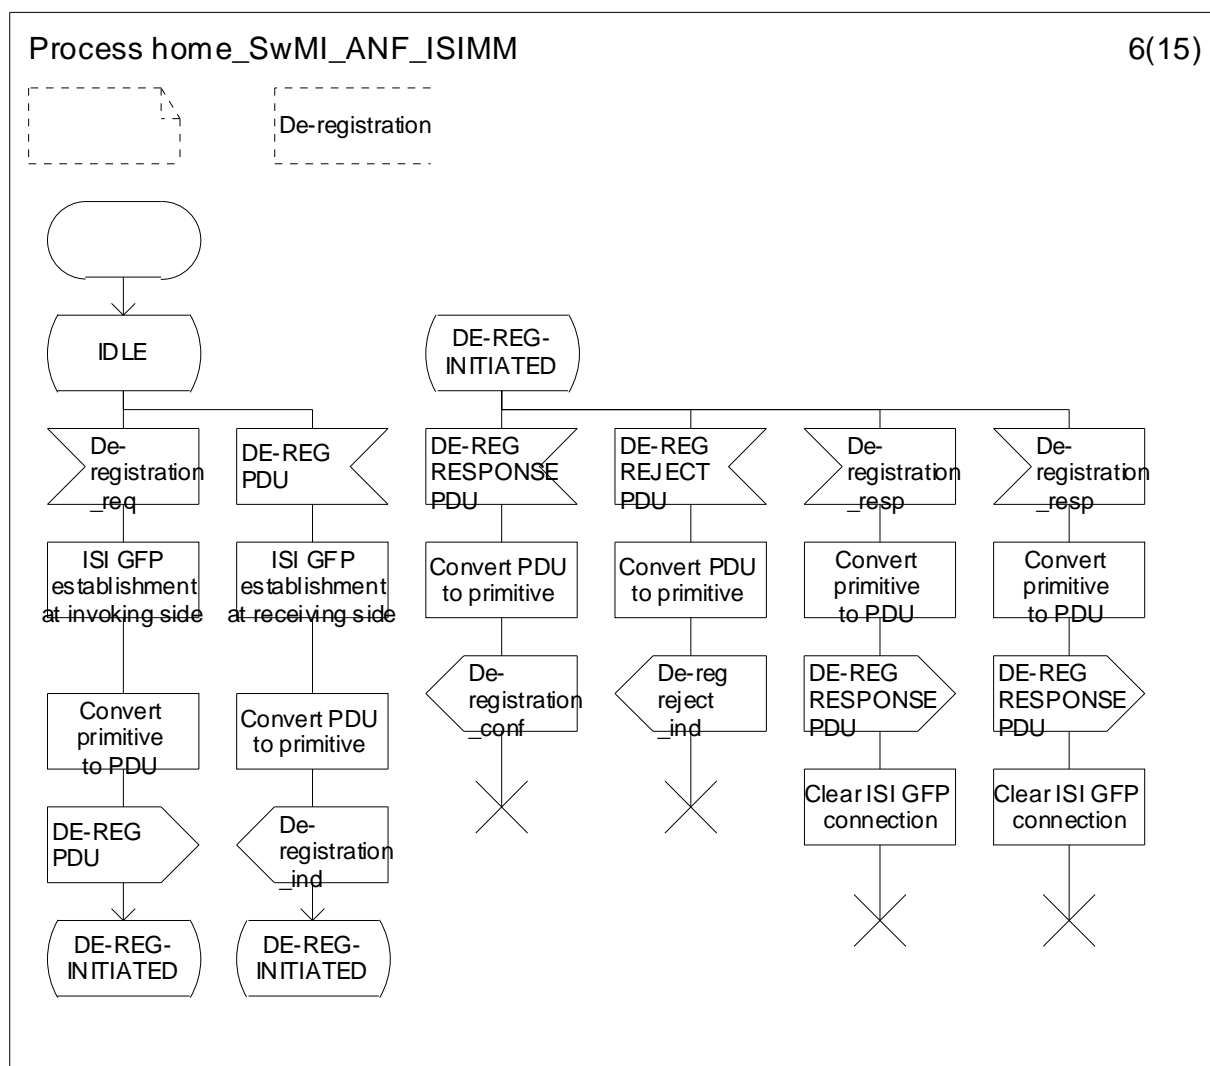 Process home_SwMI_ANF_ISIMM
6(15)
De-registration
IDLE
DE-REG-
INITIATED
De-
registration
_req
DE-REG
PDU
DE-REG
RESPONSE
PDU
DE-REG
REJECT
PDU
De-
registration
_resp
De-
registration
_resp
ISI GFP
establishment
at invoking side
ISI GFP
establishment
at receiving side
Convert PDU
to primitive
Convert PDU
to primitive
Convert
primitive
to PDU
Convert
primitive
to PDU
Convert
primitive
to PDU
Convert PDU
to primitive
De-
registration
_conf
De-reg
reject
_ind
DE-REG
RESPONSE
PDU
DE-REG
RESPONSE
PDU
DE-REG
PDU
De-
registration
_ind
Clear ISI GFP
connection
Clear ISI GFP
connection
DE-REG-
INITIATED
DE-REG-
INITIATED